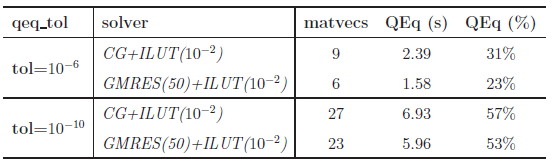 qeq_tol solver matvecs QEq (s) QEq (%)
tol=10⁻⁶ CG+ILUT(10⁻²) 9 2.39 31%
GMRES(50)+ILUT(10⁻²) 6 1.58 23%
tol=10⁻¹⁰ CG+ILUT(10⁻²) 27 6.93 57%
GMRES(50)+ILUT(10⁻²) 23 5.96 53%